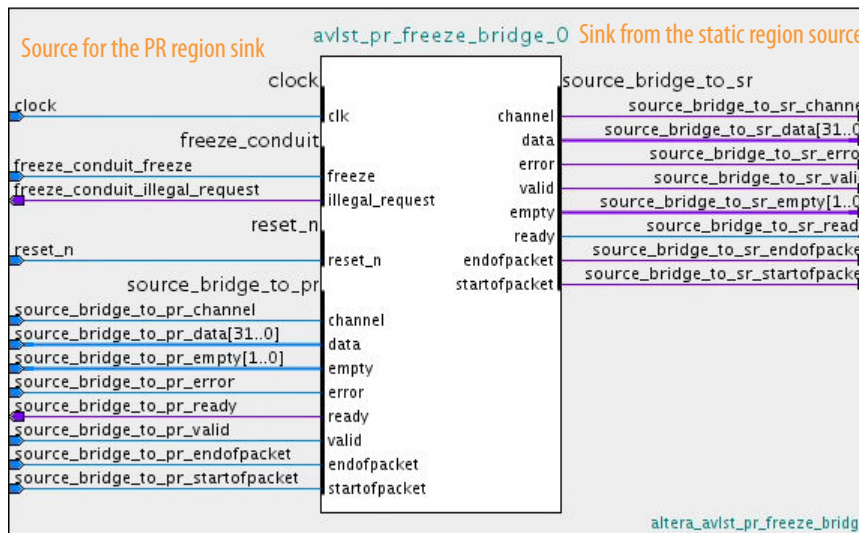 avlst_pr_freeze_bridge_0
Source for the PR region sink
Sink from the static region source
clock
clock
clk
freeze_conduit
freeze_conduit_freeze
freeze
freeze_conduit_illegal_request
illegal_request
reset_n
reset_n
reset_n
source_bridge_to_pr
source_bridge_to_pr_channel
channel
source_bridge_to_pr_data[31..0]
data
source_bridge_to_pr_empty[1..0]
empty
source_bridge_to_pr_error
error
source_bridge_to_pr_ready
ready
source_bridge_to_pr_valid
valid
source_bridge_to_pr_endofpacket
endofpacket
source_bridge_to_pr_startofpacket
startofpacket
source_bridge_to_sr
channel
source_bridge_to_sr_channe
data
source_bridge_to_sr_data[31..0
error
source_bridge_to_sr_erro
valid
source_bridge_to_sr_vali
empty
source_bridge_to_sr_empty[1..0
ready
source_bridge_to_sr_read
endofpacket
source_bridge_to_sr_endofpacke
startofpacket
source_bridge_to_sr_startofpacke
altera_avlst_pr_freeze_bridg